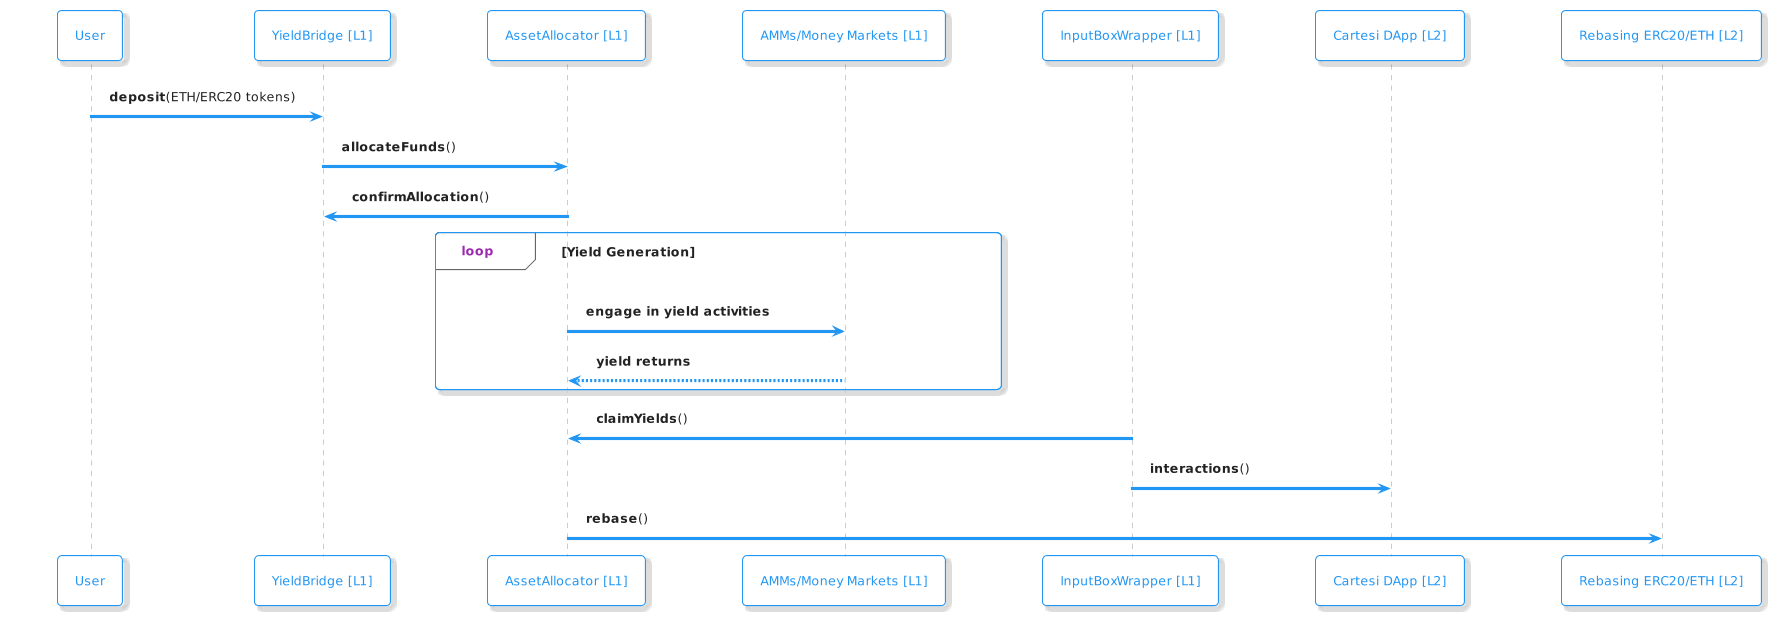 User
YieldBridge [L1]
AssetAllocator [L1]
AMMs/Money Markets [L1]
InputBoxWrapper [L1]
Cartesi DApp [L2]
Rebasing ERC20/ETH [L2]
deposit(ETH/ERC20 tokens)
allocateFunds()
confirmAllocation()
loop
[Yield Generation]
engage in yield activities
yield returns
claimYields()
interactions()
rebase()
User
YieldBridge [L1]
AssetAllocator [L1]
AMMs/Money Markets [L1]
InputBoxWrapper [L1]
Cartesi DApp [L2]
Rebasing ERC20/ETH [L2]